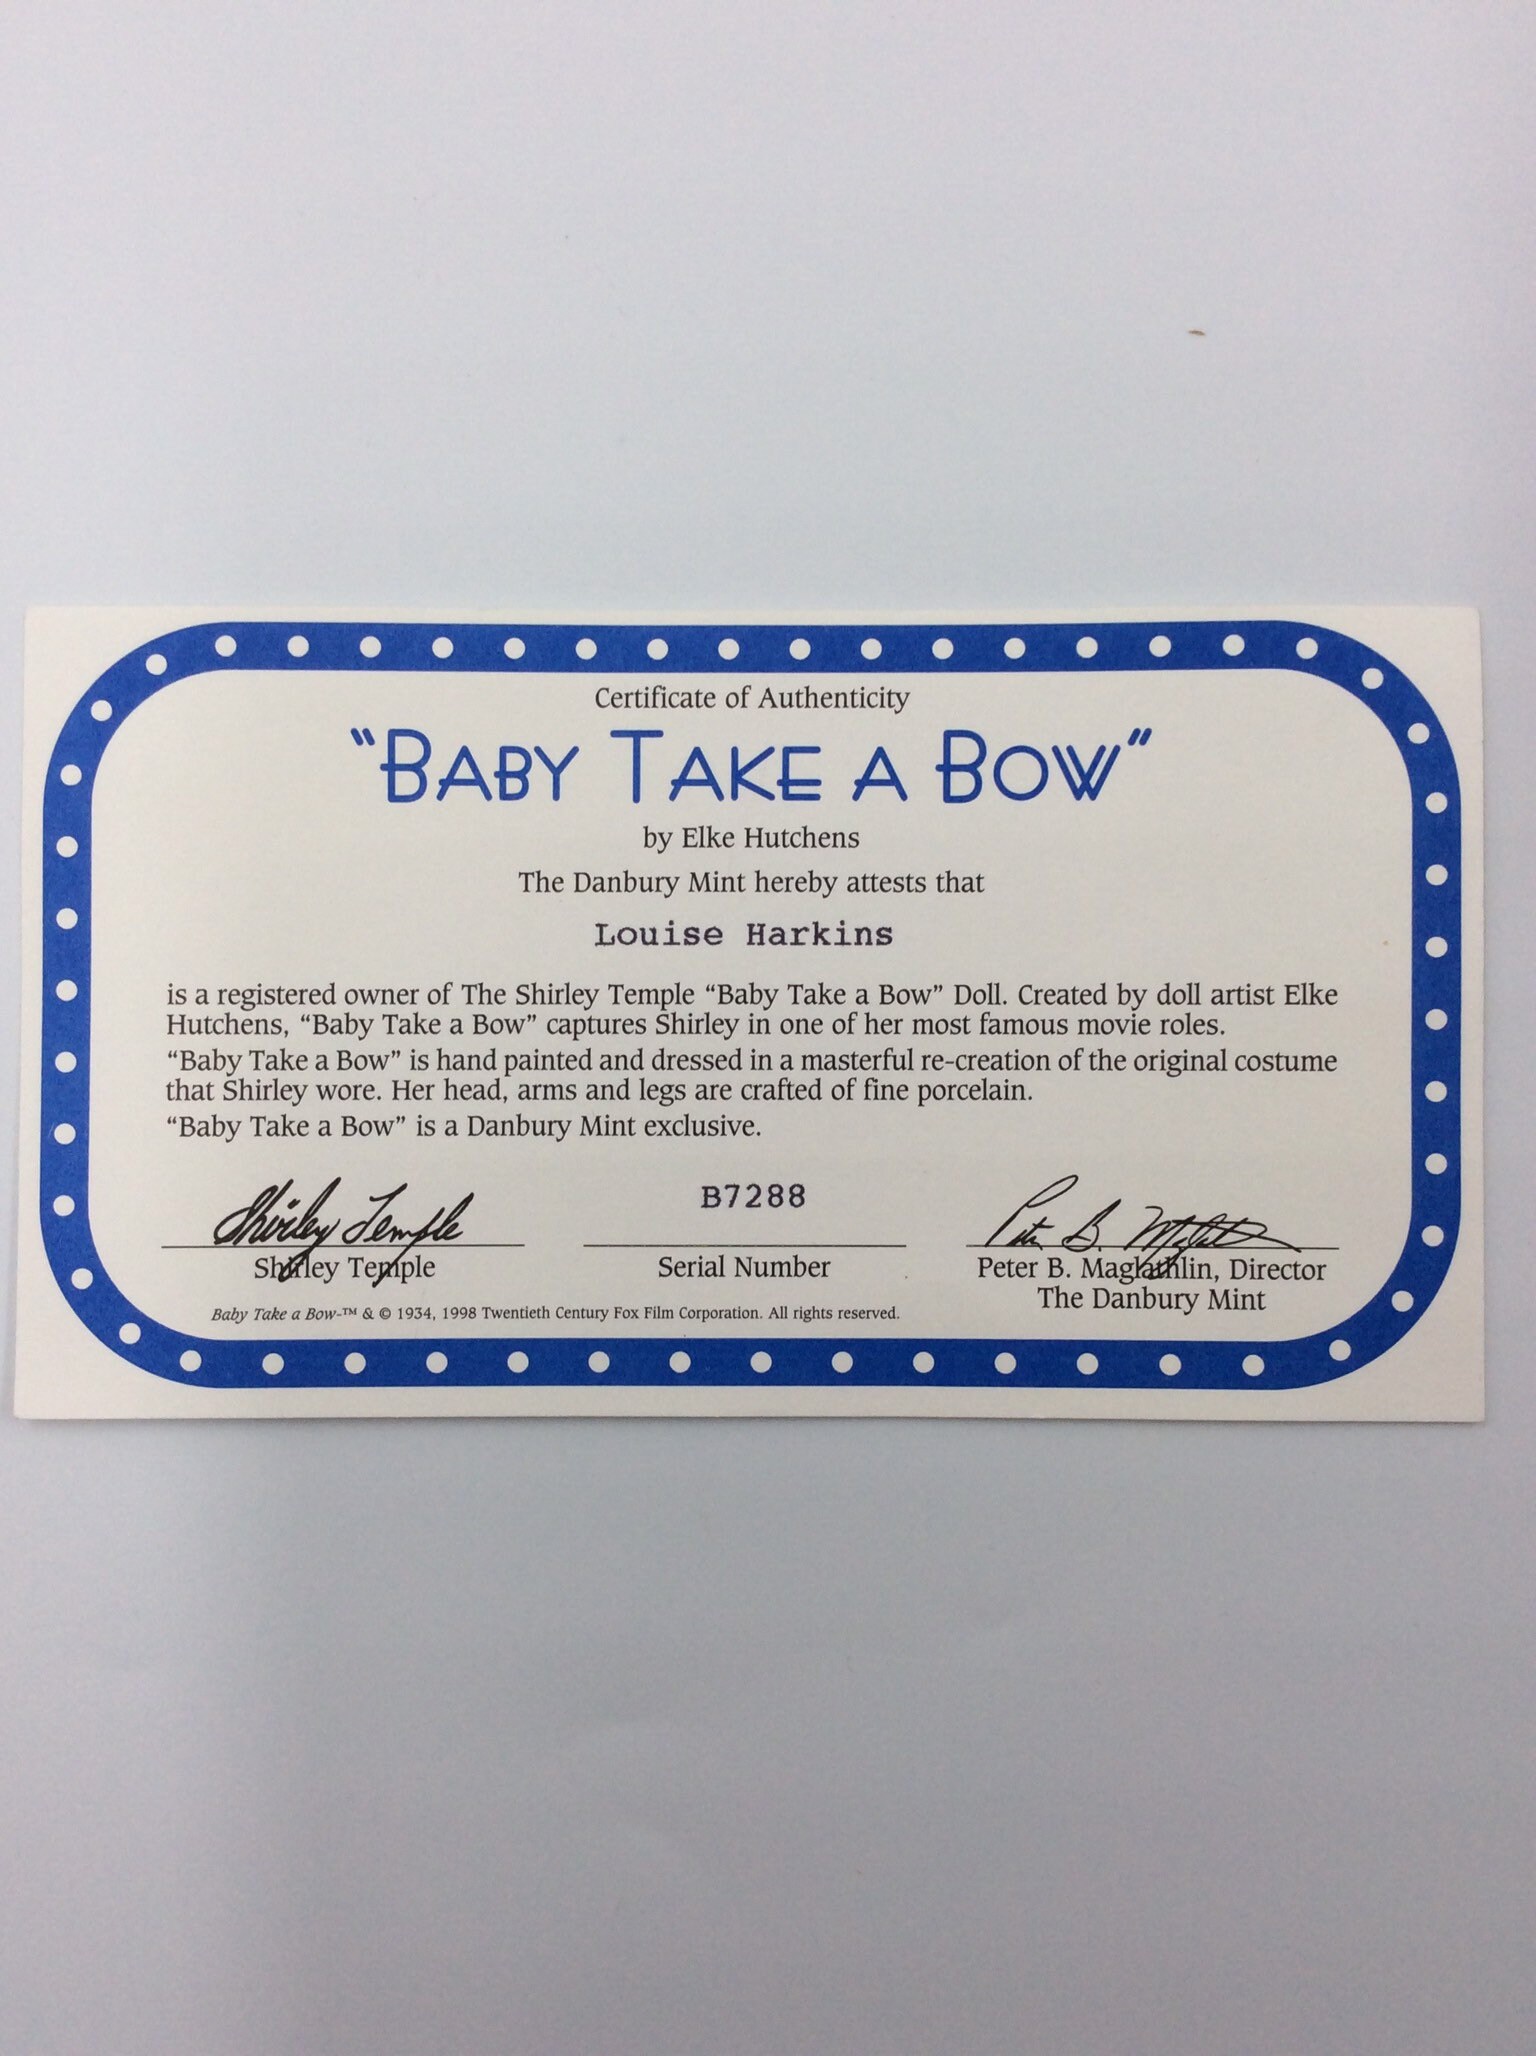 Certificate of Authenticity
“BABY TAKE A BOW”
by Elke Hutchens
The Danbury Mint hereby attests that
Louise Harkins
is a registered owner of The Shirley Temple “Baby Take a Bow” Doll. Created by doll artist Elke
Hutchens, “Baby Take a Bow” captures Shirley in one of her most famous movie roles.
“Baby Take a Bow” is hand painted and dressed in a masterful re-creation of the original costume
that Shirley wore. Her head, arms and legs are crafted of fine porcelain.
“Baby Take a Bow” is a Danbury Mint exclusive.
Shirley Temple
Shirley Temple
B7288
Serial Number
Peter B. Maglathlin
Peter B. Maglathlin, Director
The Danbury Mint
Baby Take a Bow-™ & © 1934, 1998 Twentieth Century Fox Film Corporation. All rights reserved.